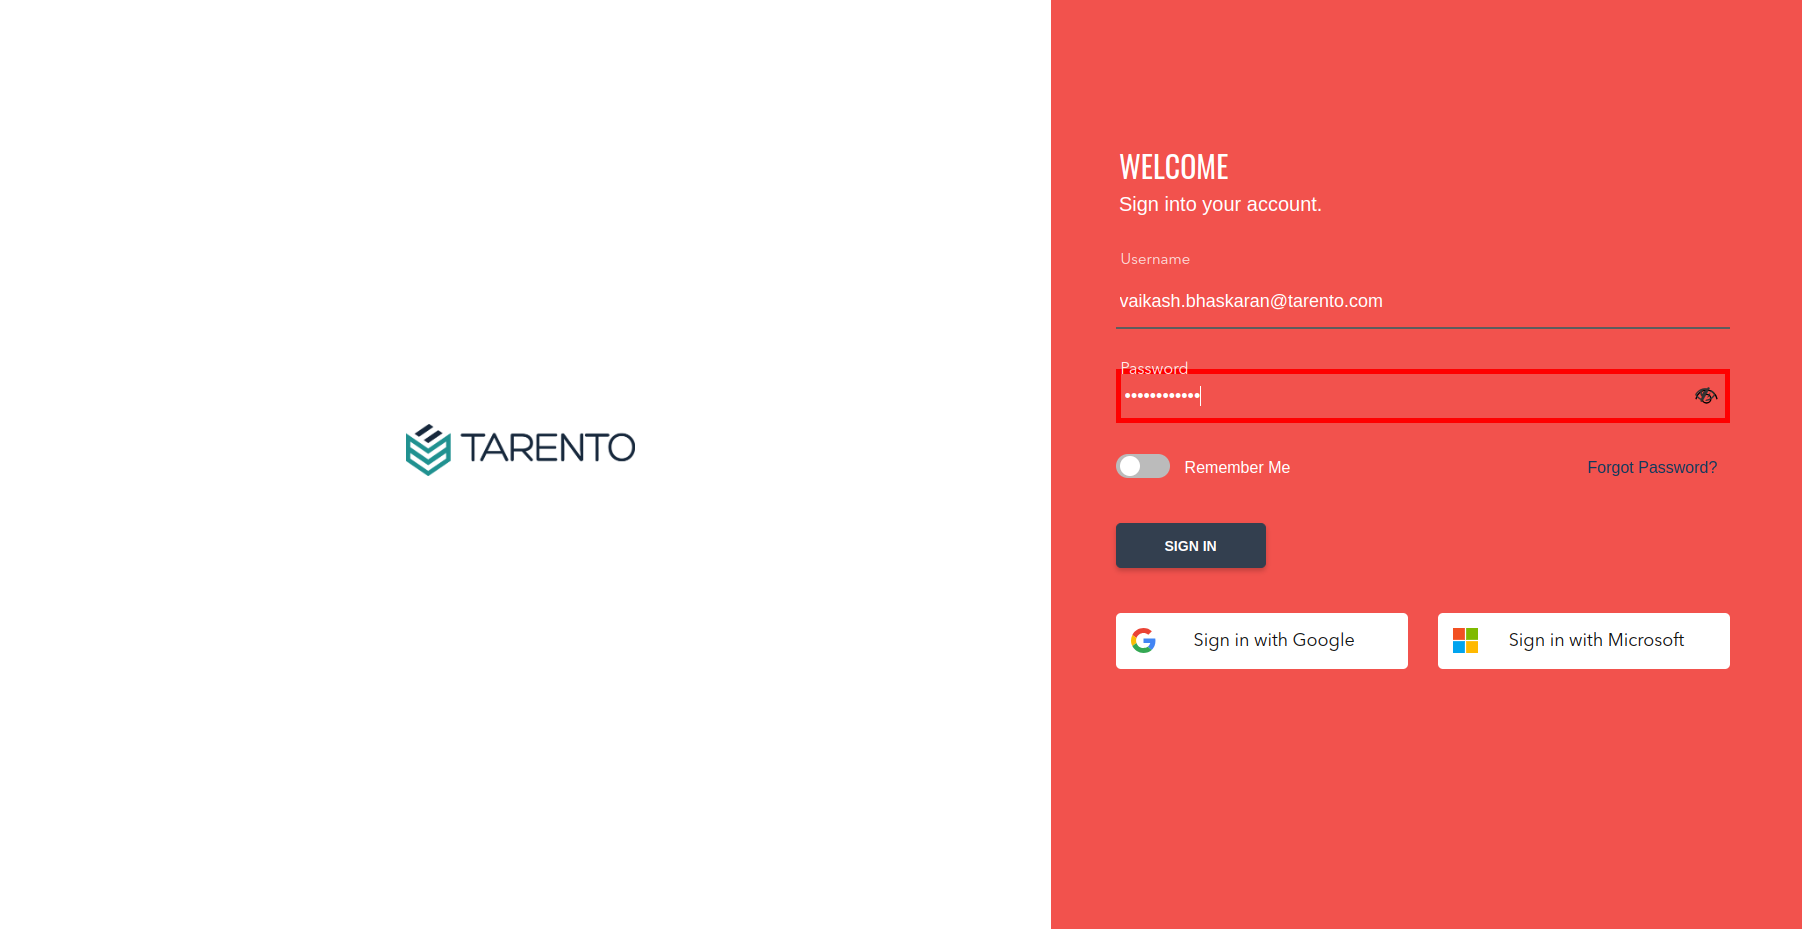 TARENTO
WELCOME
Sign into your account.
Username
vaikash.bhaskaran@tarento.com
Password
••••••••••••
Remember Me
Forgot Password?
SIGN IN
Sign in with Google
Sign in with Microsoft